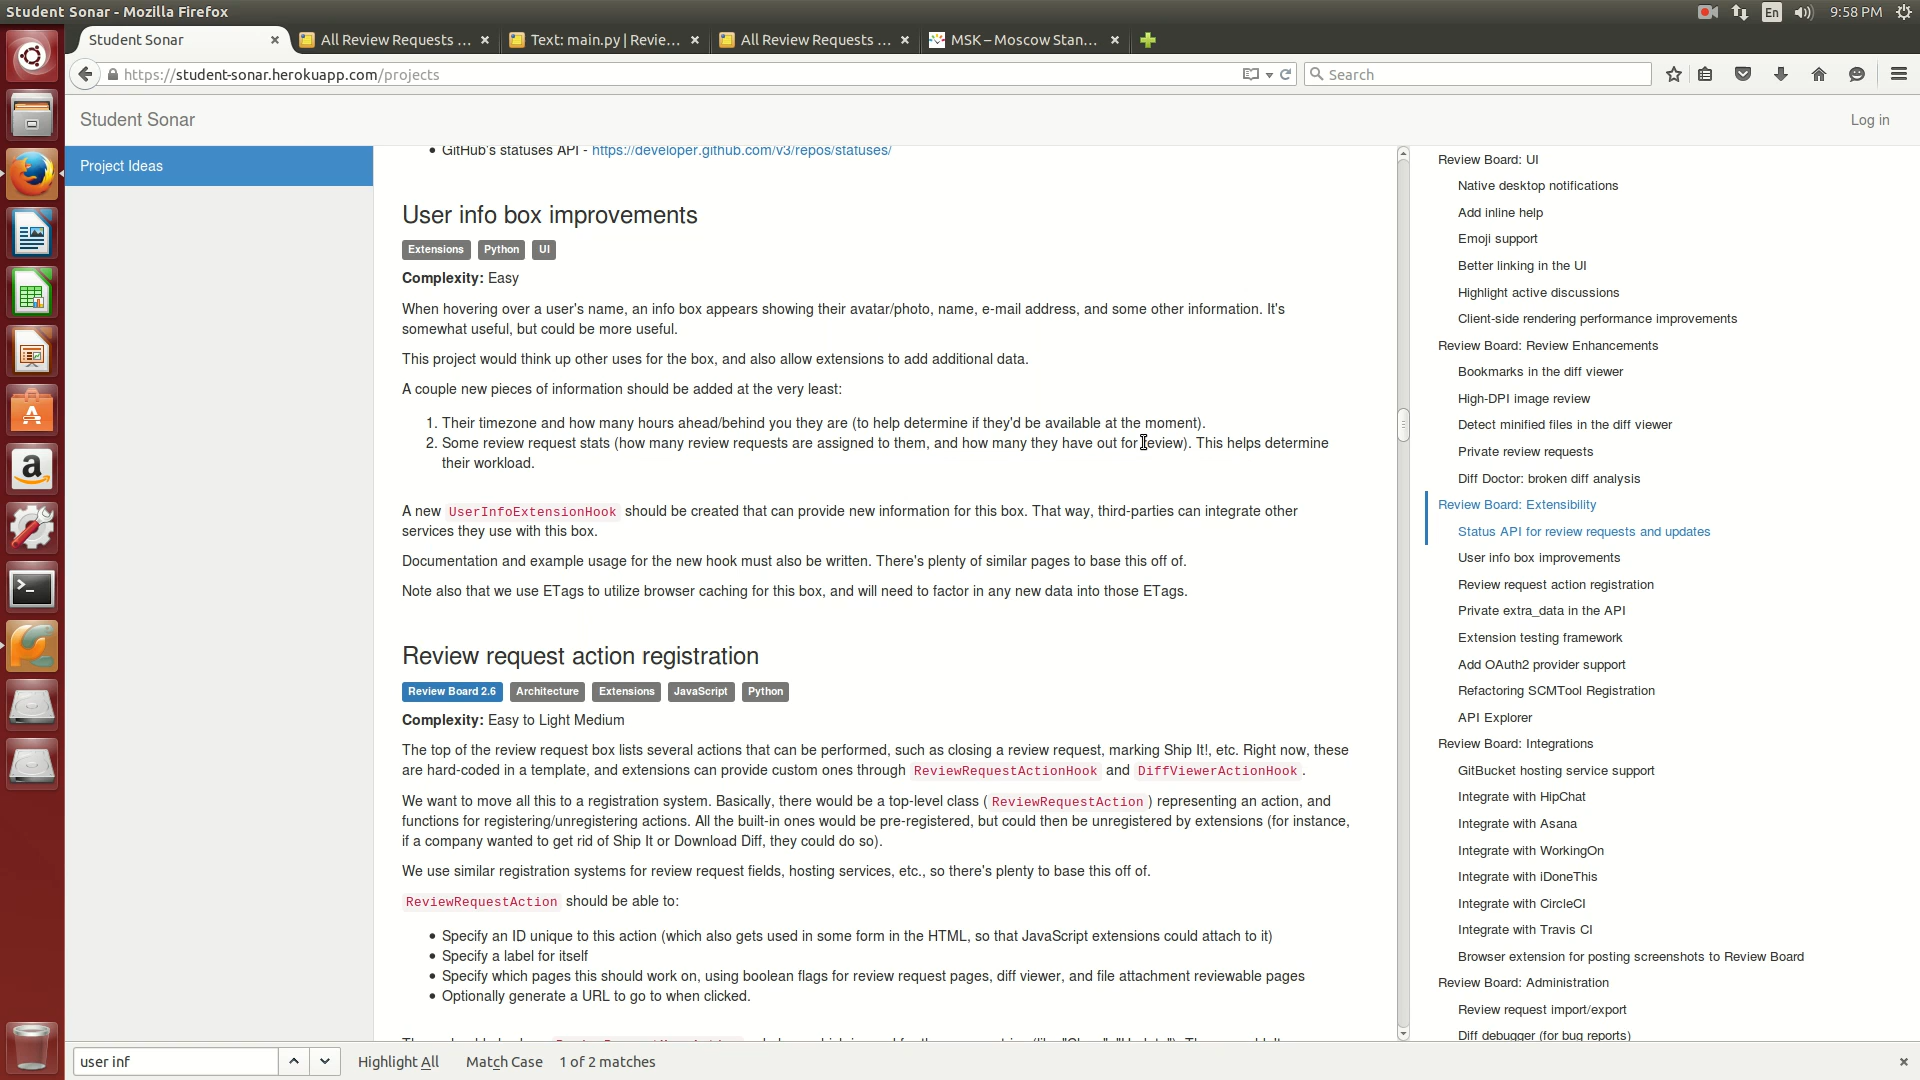 Student Sonar - Mozilla Firefox
En
9:58 PM
Student Sonar
All Review Requests ...
Text: main.py | Revie...
All Review Requests ...
MSK – Moscow Stan...
https://student-sonar.herokuapp.com/projects
Search
Student Sonar
Log in
Project Ideas
GitHub's statuses API - https://developer.github.com/v3/repos/statuses/
User info box improvements
Extensions Python UI
Complexity: Easy
When hovering over a user's name, an info box appears showing their avatar/photo, name, e-mail address, and some other information. It's
somewhat useful, but could be more useful.
This project would think up other uses for the box, and also allow extensions to add additional data.
A couple new pieces of information should be added at the very least:
1. Their timezone and how many hours ahead/behind you they are (to help determine if they'd be available at the moment).
2. Some review request stats (how many review requests are assigned to them, and how many they have out for review). This helps determine
their workload.
A new UserInfoExtensionHook should be created that can provide new information for this box. That way, third-parties can integrate other
services they use with this box.
Documentation and example usage for the new hook must also be written. There's plenty of similar pages to base this off of.
Note also that we use ETags to utilize browser caching for this box, and will need to factor in any new data into those ETags.
Review request action registration
Review Board 2.6 Architecture Extensions JavaScript Python
Complexity: Easy to Light Medium
The top of the review request box lists several actions that can be performed, such as closing a review request, marking Ship It!, etc. Right now, these
are hard-coded in a template, and extensions can provide custom ones through ReviewRequestActionHook and DiffViewerActionHook .
We want to move all this to a registration system. Basically, there would be a top-level class ( ReviewRequestAction ) representing an action, and
functions for registering/unregistering actions. All the built-in ones would be pre-registered, but could then be unregistered by extensions (for instance,
if a company wanted to get rid of Ship It or Download Diff, they could do so).
We use similar registration systems for review request fields, hosting services, etc., so there's plenty to base this off of.
ReviewRequestAction should be able to:
Specify an ID unique to this action (which also gets used in some form in the HTML, so that JavaScript extensions could attach to it)
Specify a label for itself
Specify which pages this should work on, using boolean flags for review request pages, diff viewer, and file attachment reviewable pages
Optionally generate a URL to go to when clicked.
Review Board: UI
Native desktop notifications
Add inline help
Emoji support
Better linking in the UI
Highlight active discussions
Client-side rendering performance improvements
Review Board: Review Enhancements
Bookmarks in the diff viewer
High-DPI image review
Detect minified files in the diff viewer
Private review requests
Diff Doctor: broken diff analysis
Review Board: Extensibility
Status API for review requests and updates
User info box improvements
Review request action registration
Private extra_data in the API
Extension testing framework
Add OAuth2 provider support
Refactoring SCMTool Registration
API Explorer
Review Board: Integrations
GitBucket hosting service support
Integrate with HipChat
Integrate with Asana
Integrate with WorkingOn
Integrate with iDoneThis
Integrate with CircleCI
Integrate with Travis CI
Browser extension for posting screenshots to Review Board
Review Board: Administration
Review request import/export
Diff debugger (for bug reports)
user inf
Highlight All
Match Case
1 of 2 matches